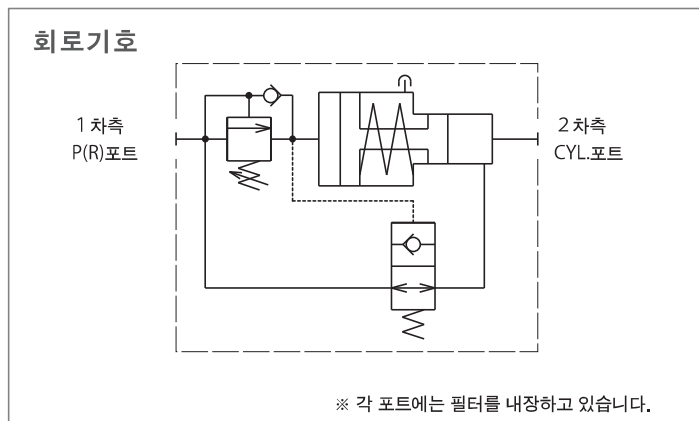 회로기호
1 차측
P(R)포트
2 차측
CYL.포트
※ 각 포트에는 필터를 내장하고 있습니다.